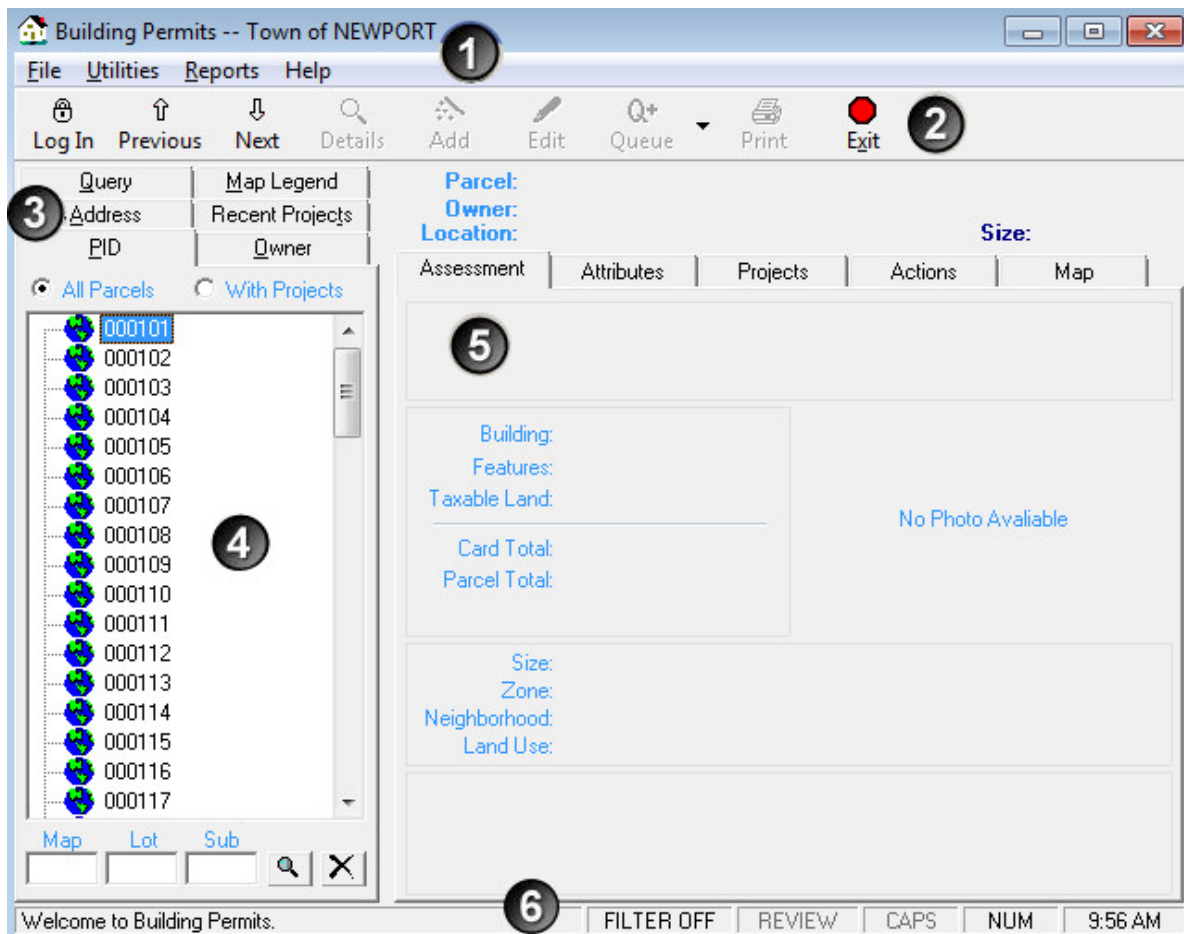 Building Permits -- Town of NEWPORT
1
File Utilities Reports Help
Log In Previous Next Details Add Edit Q+ Queue Print Exit
2
Query Map Legend
3
Address Recent Projects
PID Owner
All Parcels With Projects
000101
000102
000103
000104
000105
000106
000107
000108
000109
000110
000111
000112
000113
000114
000115
000116
000117
4
Map Lot Sub
Parcel:
Owner:
Location:
Size:
Assessment Attributes Projects Actions Map
5
Building:
Features:
Taxable Land:
Card Total:
Parcel Total:
No Photo Avaliable
Size:
Zone:
Neighborhood:
Land Use:
6
Welcome to Building Permits. FILTER OFF REVIEW CAPS NUM 9:56 AM